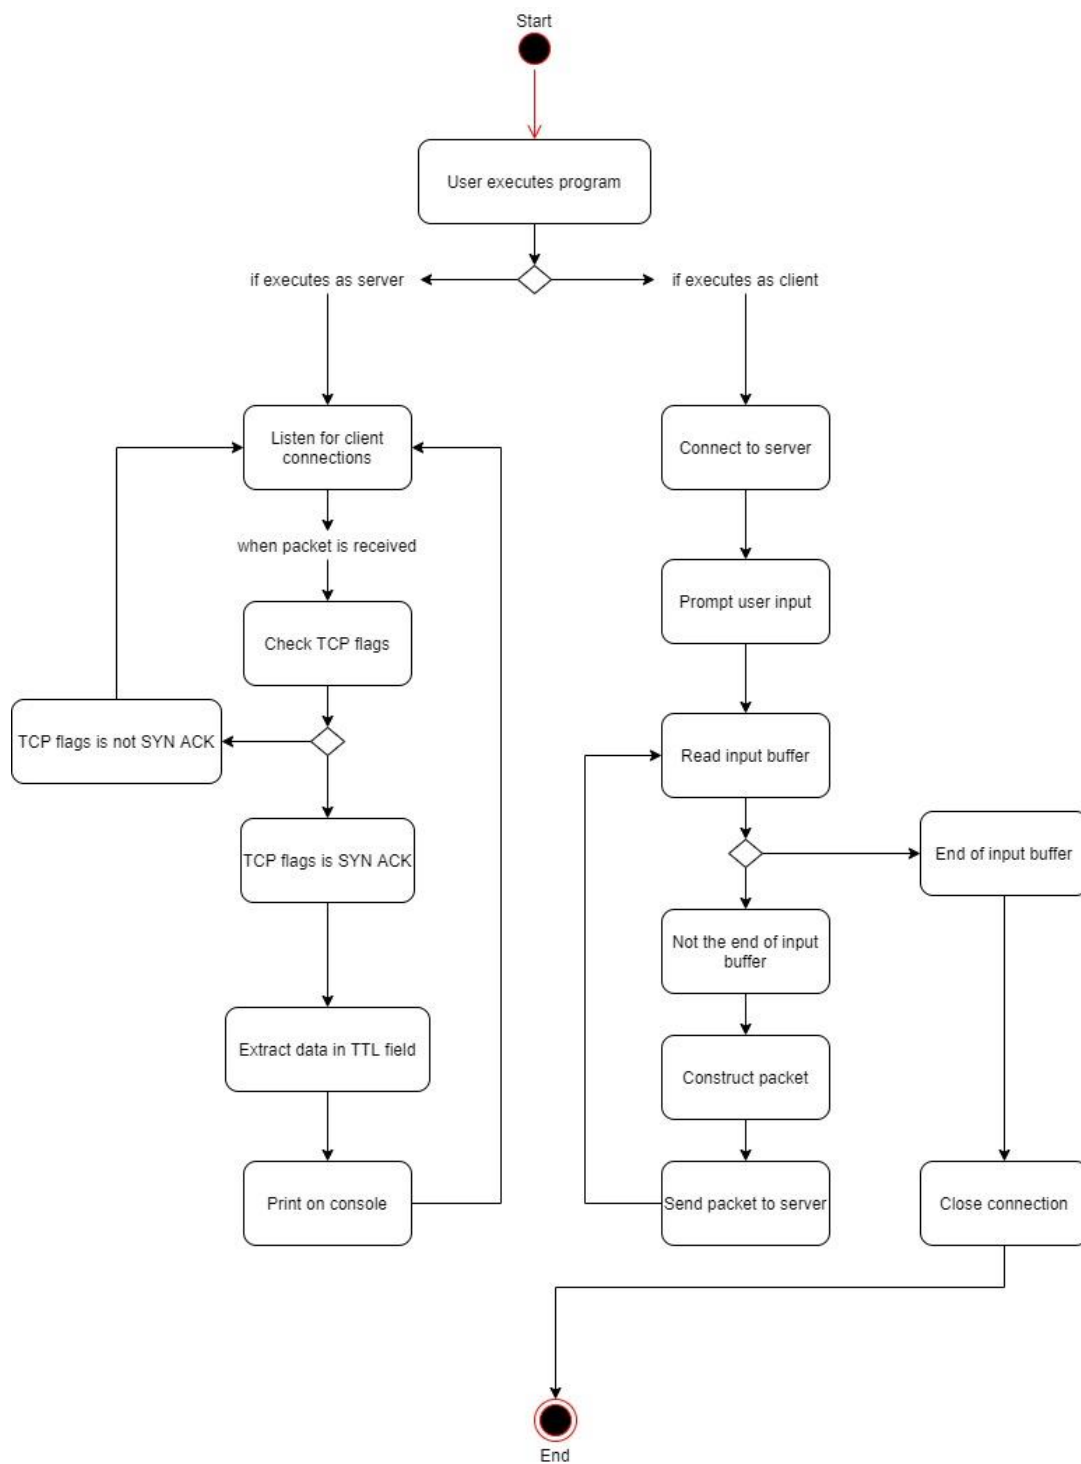 Start
User executes program
if executes as server
if executes as client
Listen for client
connections
Connect to server
when packet is received
Prompt user input
Check TCP flags
TCP flags is not SYN ACK
Read input buffer
TCP flags is SYN ACK
End of input buffer
Not the end of input
buffer
Extract data in TTL field
Construct packet
Print on console
Send packet to server
Close connection
End